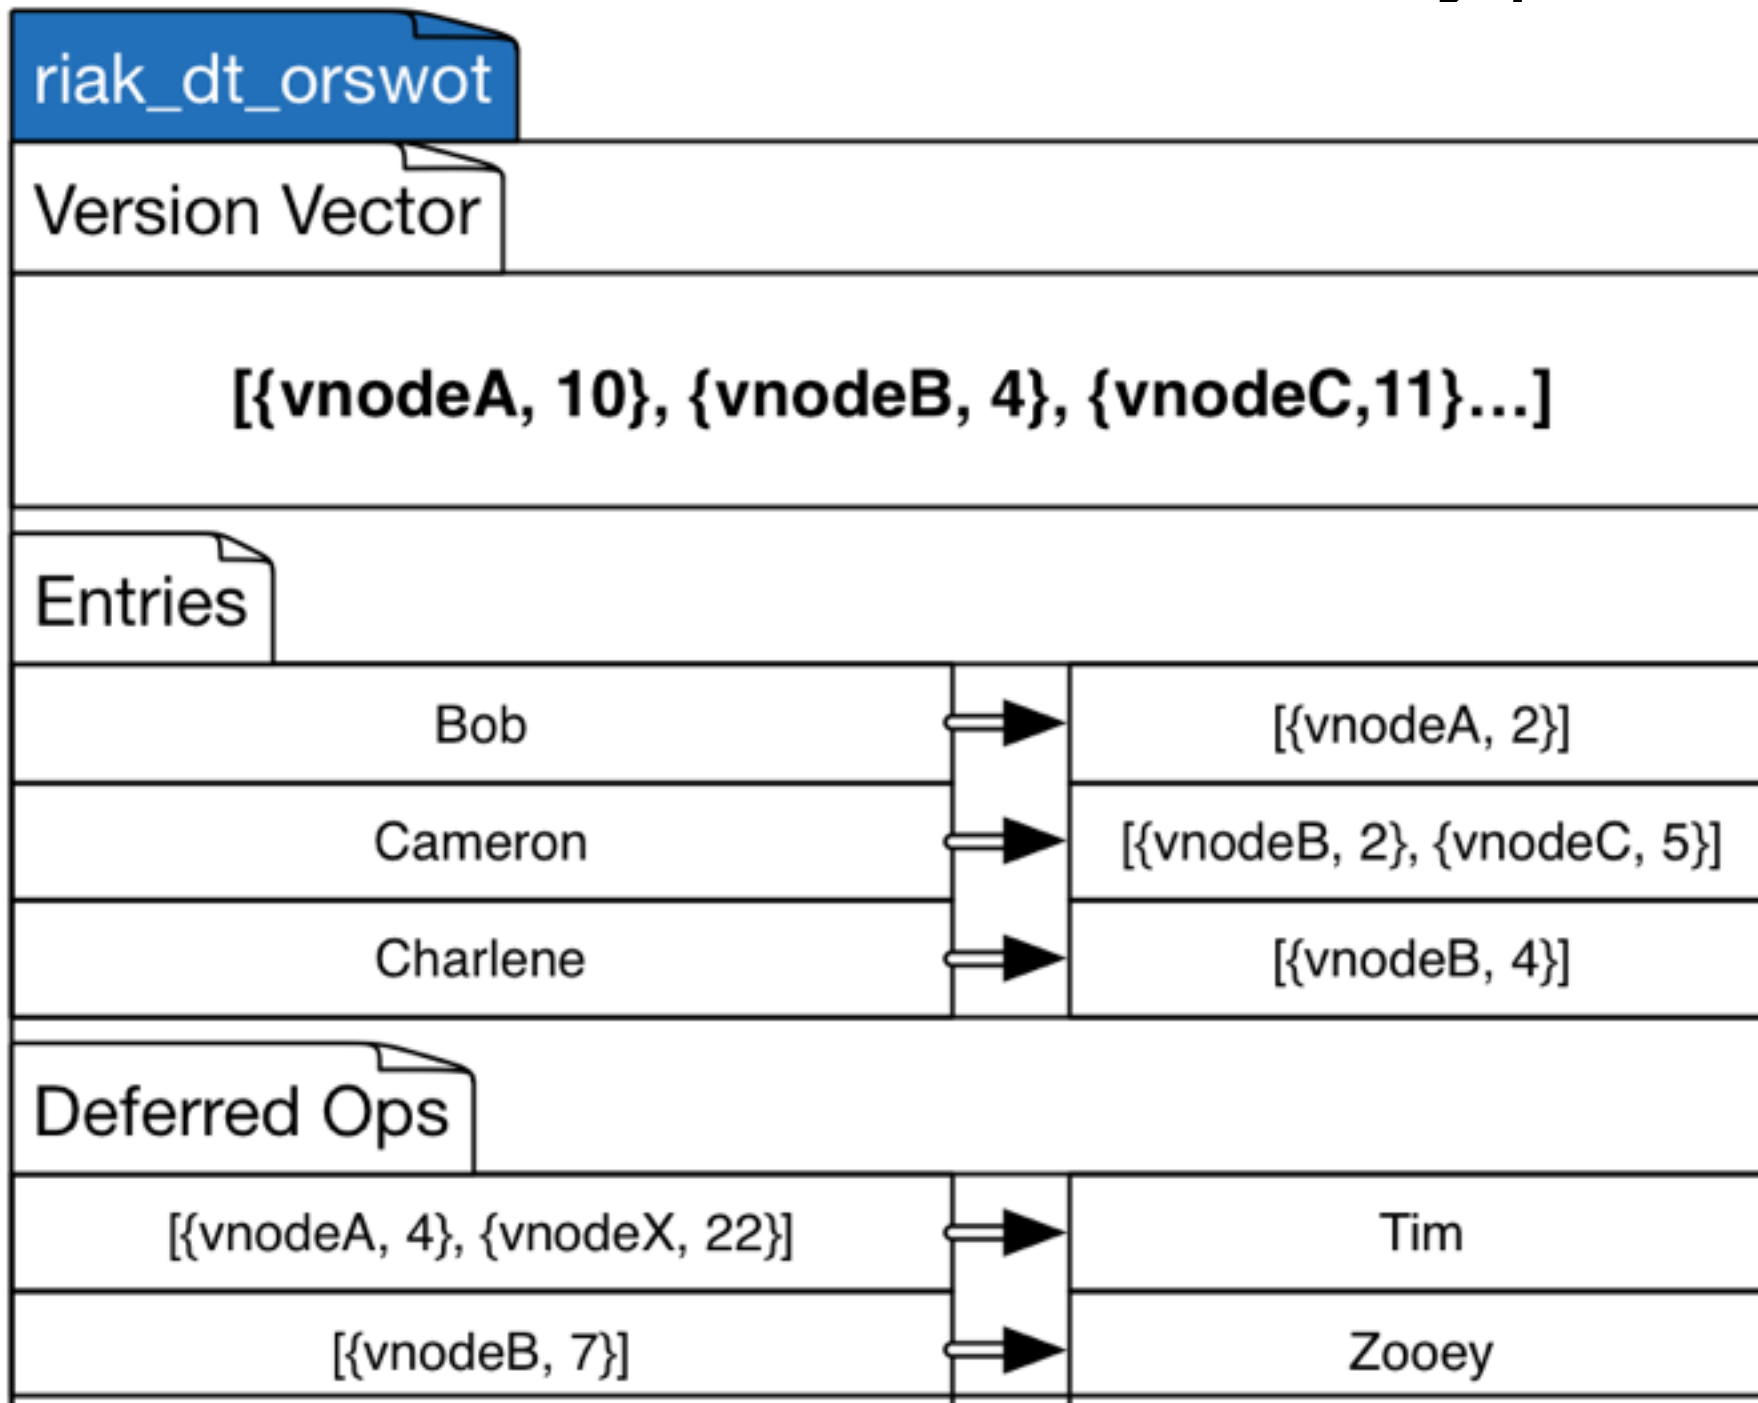 riak_dt_orswot
Version Vector
[{vnodeA, 10}, {vnodeB, 4}, {vnodeC,11}...]
Entries
Bob [{vnodeA, 2}]
Cameron [{vnodeB, 2}, {vnodeC, 5}]
Charlene [{vnodeB, 4}]
Deferred Ops
[{vnodeA, 4}, {vnodeX, 22}] Tim
[{vnodeB, 7}] Zooey